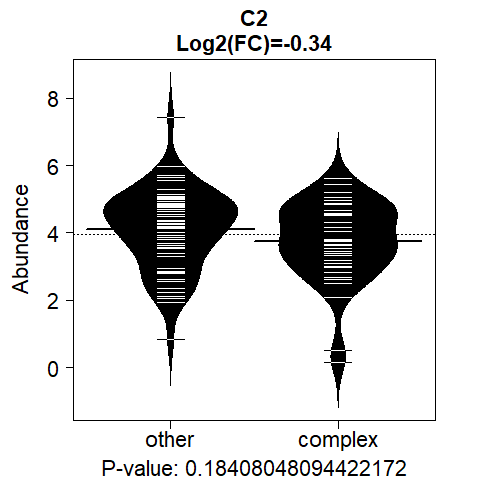 C2
Log2(FC)=-0.34
Abundance
8
6
4
2
0
other complex
P-value: 0.18408048094422172